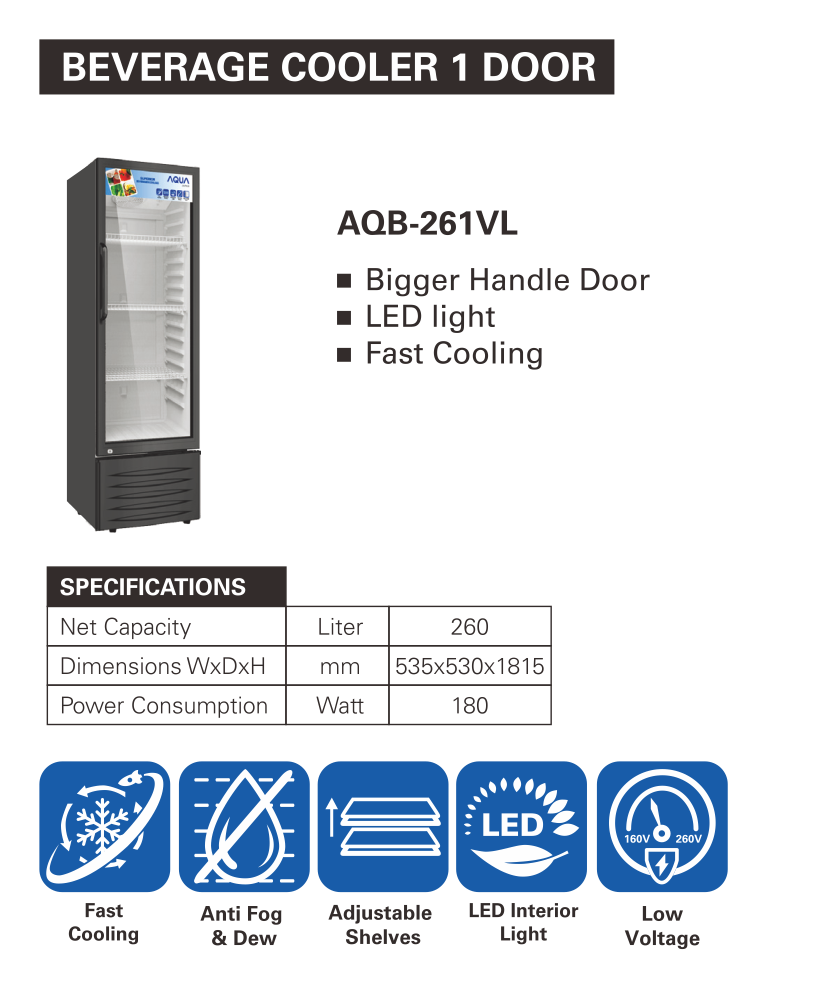 BEVERAGE COOLER 1 DOOR
AQUA
AQB-261VL
Bigger Handle Door
LED light
Fast Cooling
SPECIFICATIONS
Net Capacity Liter 260
Dimensions WxDxH mm 535x530x1815
Power Consumption Watt 180
LED
160V 260V
Fast
Cooling
Anti Fog
& Dew
Adjustable
Shelves
LED Interior
Light
Low
Voltage